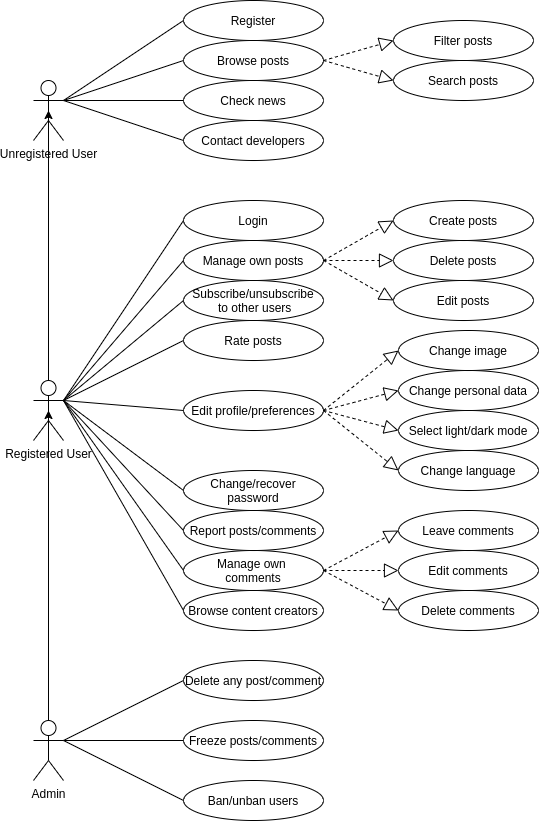 Register
Browse posts
Filter posts
Search posts
Check news
Contact developers
Unregistered User
Login
Manage own posts
Create posts
Delete posts
Edit posts
Subscribe/unsubscribe
to other users
Rate posts
Edit profile/preferences
Change image
Change personal data
Select light/dark mode
Change language
Registered User
Change/recover
password
Report posts/comments
Manage own
comments
Leave comments
Edit comments
Delete comments
Browse content creators
Delete any post/comment
Freeze posts/comments
Ban/unban users
Admin